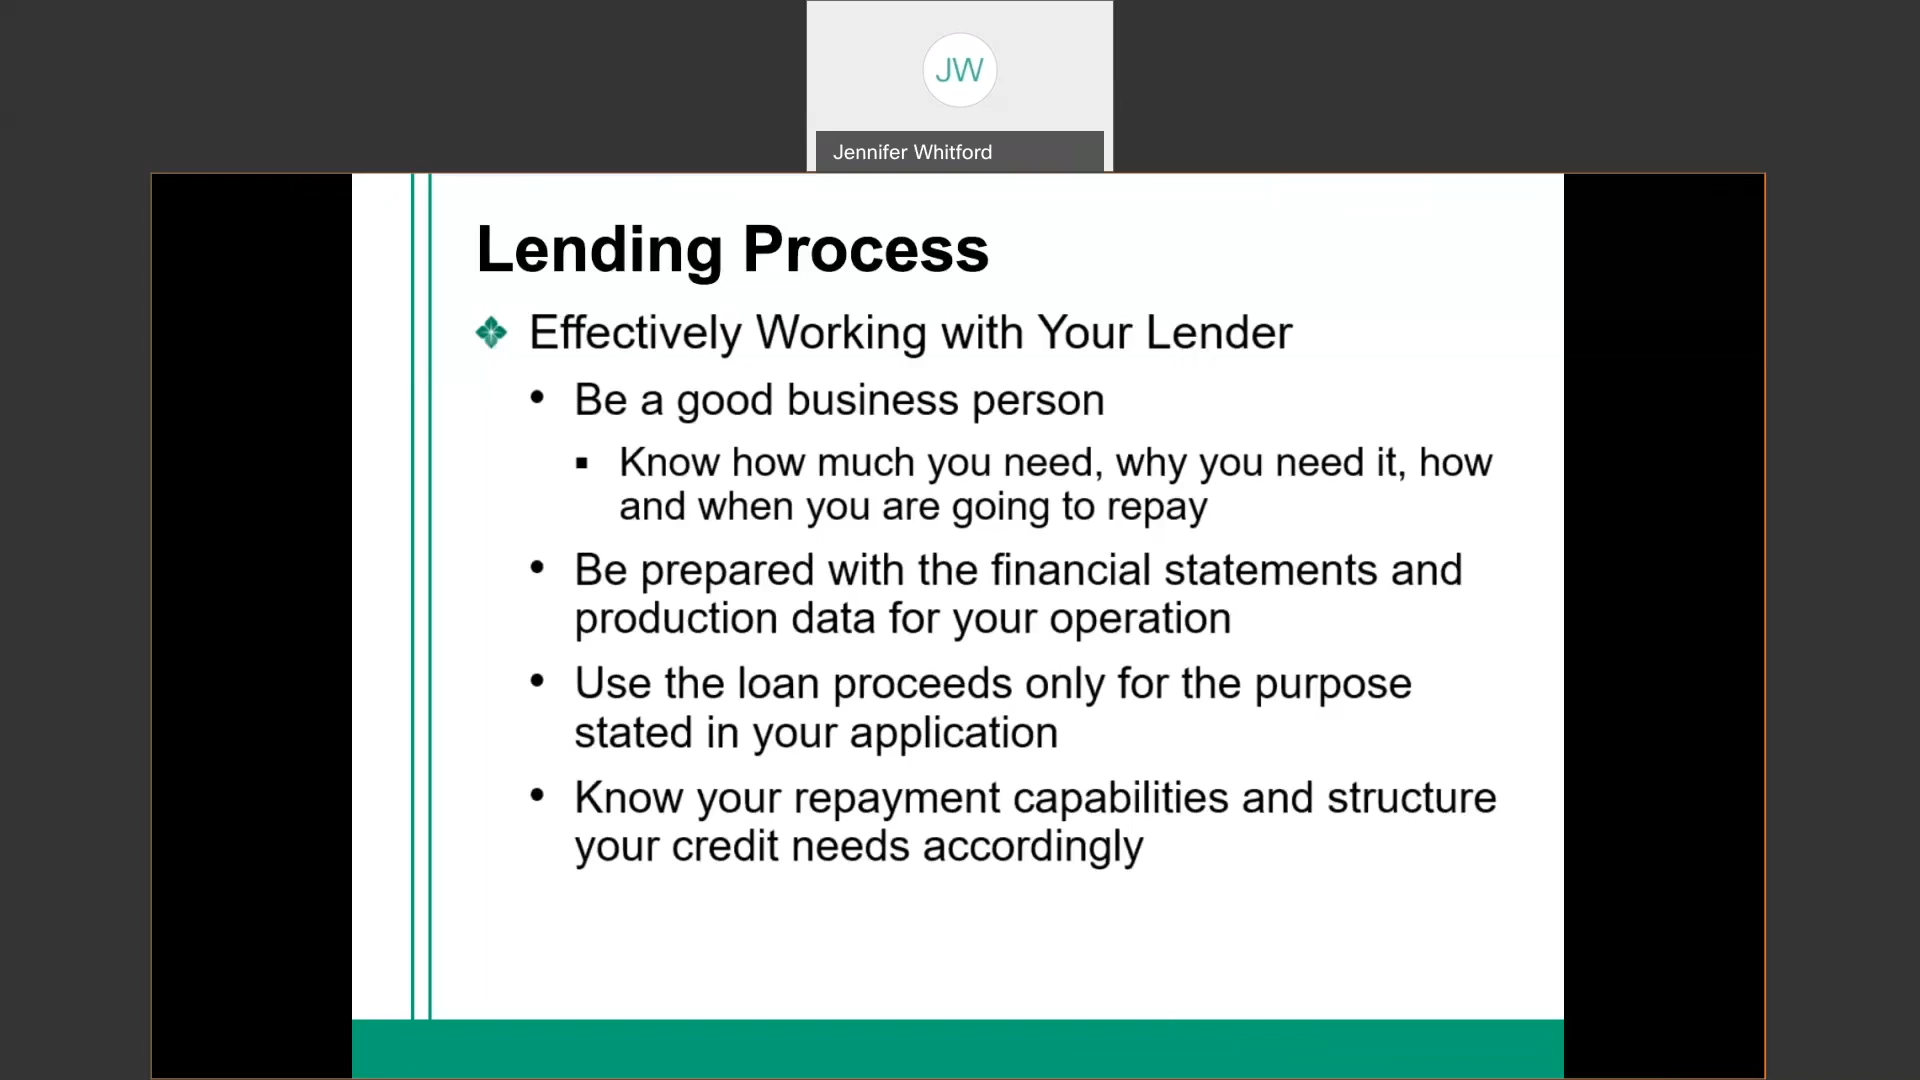 JW
Jennifer Whitford
Lending Process
Effectively Working with Your Lender
• Be a good business person
▪ Know how much you need, why you need it, how
and when you are going to repay
• Be prepared with the financial statements and
production data for your operation
• Use the loan proceeds only for the purpose
stated in your application
• Know your repayment capabilities and structure
your credit needs accordingly